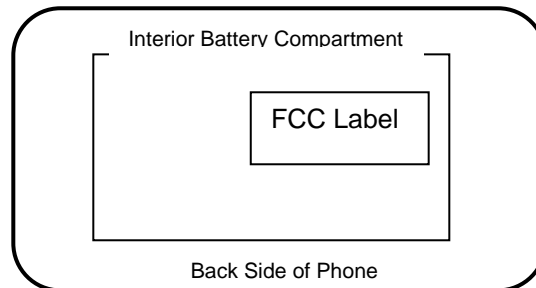 Interior Battery Compartment
FCC Label
Back Side of Phone